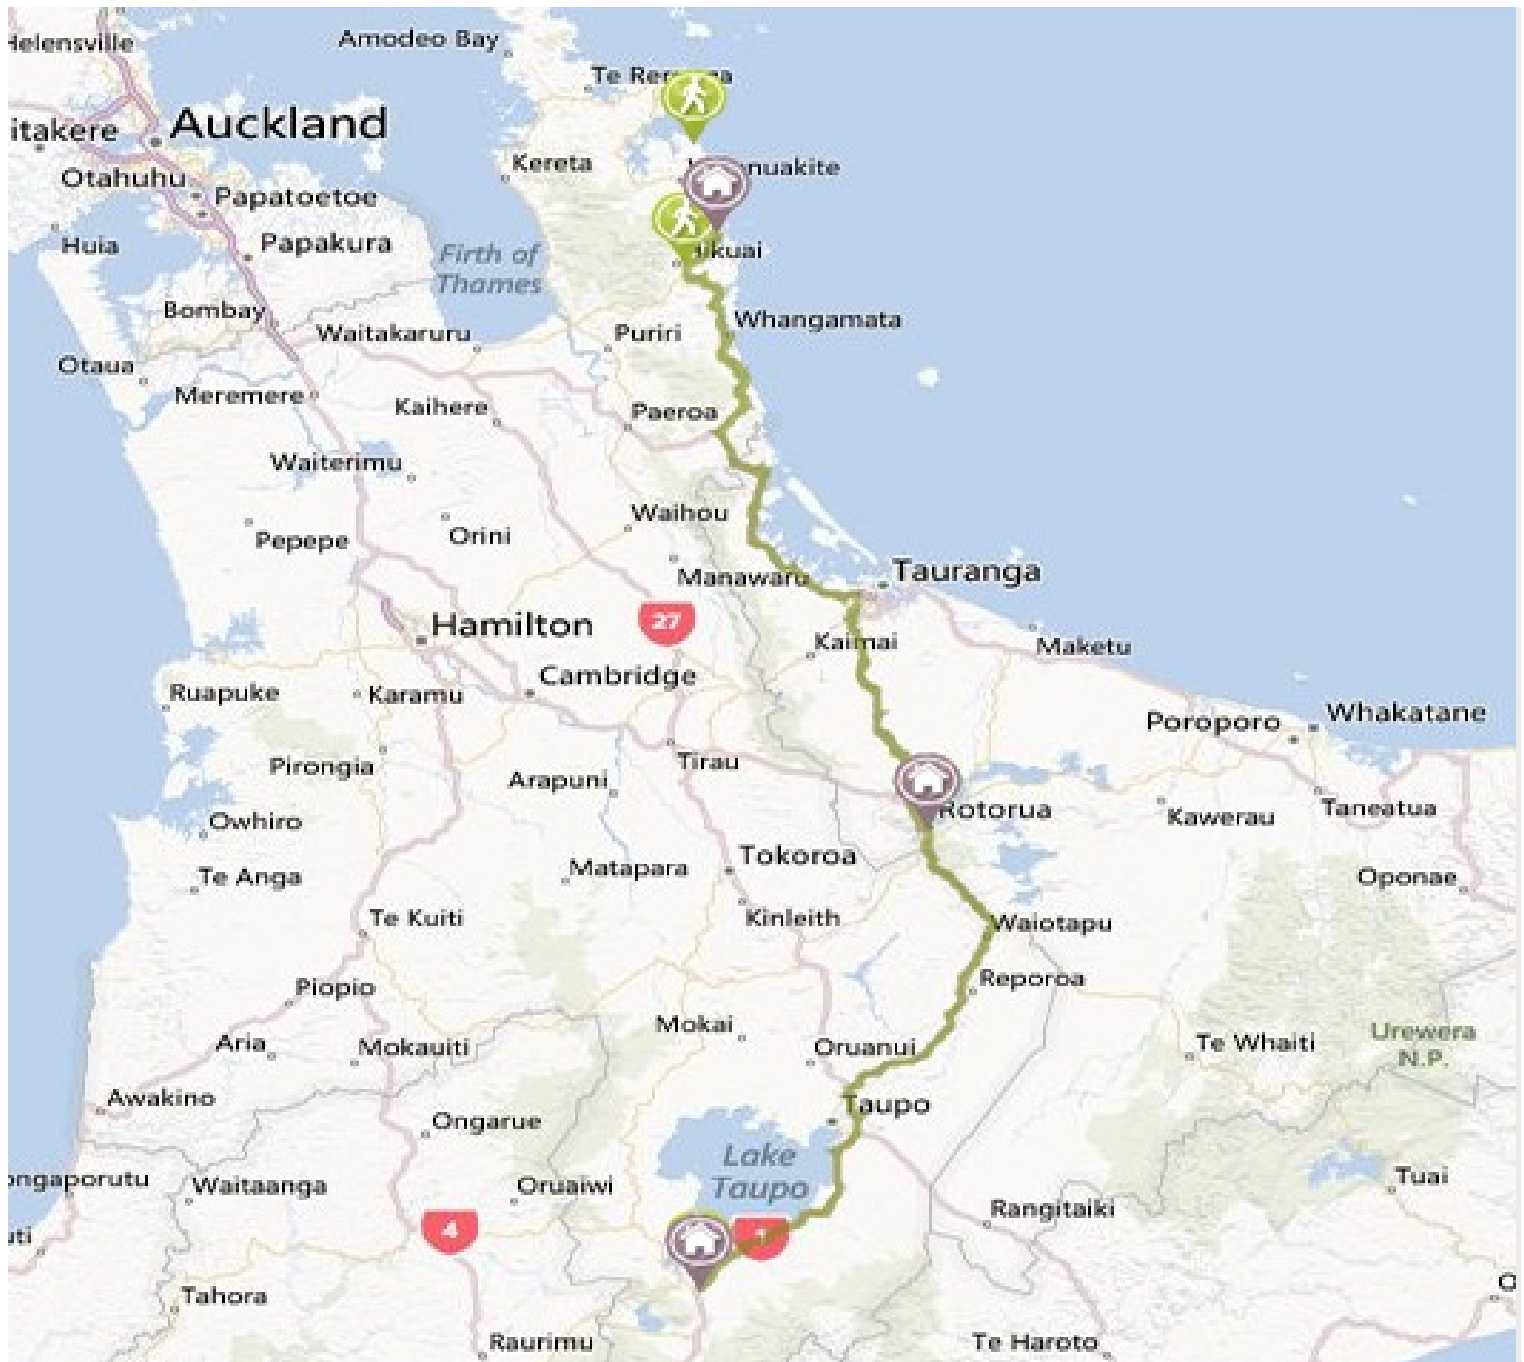 Helensville
Amodeo Bay
Auckland
itakere
Kereta
nuakite
Otahuhu
Papatoetoe
Huia
Papakura
Firth of
Thames
ikuai
Bombay
Waitakaruru
Puriri
Whangamata
Otaua
Meremere
Kaihere
Paeroa
Waiterimu
Waihou
Pepepe
Orini
Manawaru
Tauranga
27
Hamilton
Kaimai
Maketu
Cambridge
Ruapuke
Karamu
Poroporo
Whakatane
Pirongia
Arapuni
Tirau
Owhiro
Rotorua
Kawerau
Taneatua
Te Anga
Matapara
Tokoroa
Oponae
Te Kuiti
Kinleith
Waiotapu
Piopio
Reporoa
Aria
Mokauiti
Mokai
Oruanui
Te Whaiti
Urewera
N.P.
Awakino
Ongarue
Taupo
ongaporutu
Waitaanga
Oruaiwi
Lake
Taupo
Tuai
uti
4
1
Rangitaiki
Tahora
O
Raurimu
Te Haroto